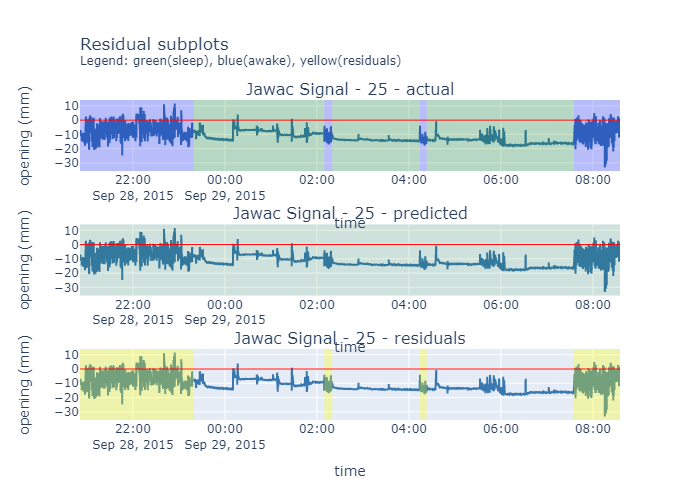 Residual subplots
Legend: green(sleep), blue(awake), yellow(residuals)
Jawac Signal - 25 - actual
opening (mm)
10
0
−10
−20
−30
22:00 00:00 02:00 04:00 06:00 08:00
Sep 28, 2015 Sep 29, 2015
time
Jawac Signal - 25 - predicted
opening (mm)
10
0
−10
−20
−30
22:00 00:00 02:00 04:00 06:00 08:00
Sep 28, 2015 Sep 29, 2015
time
Jawac Signal - 25 - residuals
opening (mm)
10
0
−10
−20
−30
22:00 00:00 02:00 04:00 06:00 08:00
Sep 28, 2015 Sep 29, 2015
time